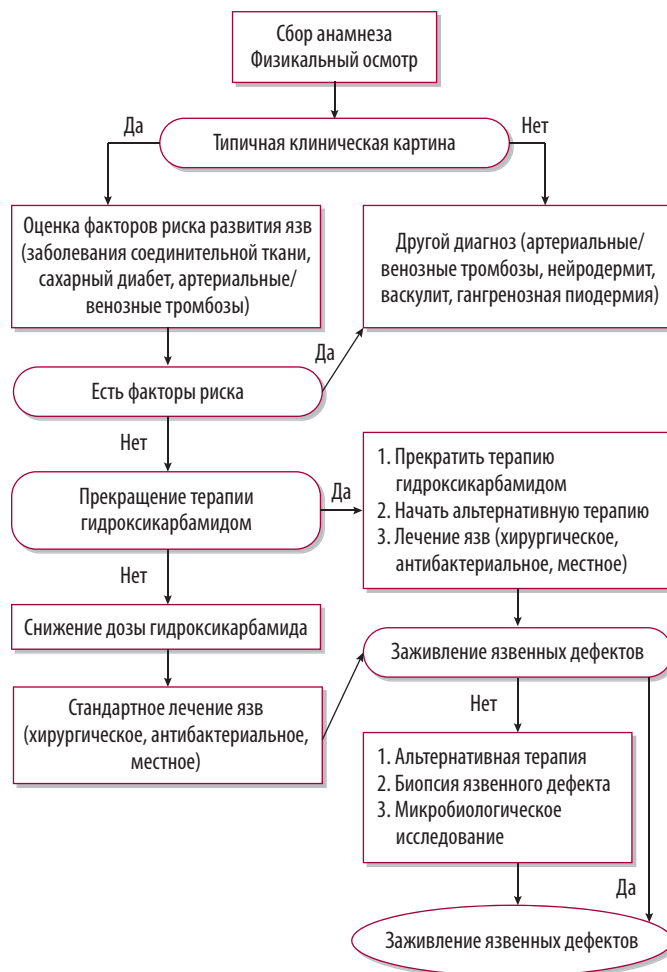 Сбор анамнеза
Физикальный осмотр
Да
Нет
Типичная клиническая картина
Оценка факторов риска развития язв
(заболевания соединительной ткани,
сахарный диабет, артериальные/
венозные тромбозы)
Другой диагноз (артериальные/
венозные тромбозы, нейродермит,
васкулит, гангренозная пиодермия)
Да
Есть факторы риска
Нет
Прекращение терапии
гидроксикарбамидом
Да
1. Прекратить терапию
гидроксикарбамидом
2. Начать альтернативную терапию
3. Лечение язв (хирургическое,
антибактериальное, местное)
Нет
Снижение дозы гидроксикарбамида
Заживление язвенных дефектов
Стандартное лечение язв
(хирургическое, антибактериальное,
местное)
Нет
1. Альтернативная терапия
2. Биопсия язвенного дефекта
3. Микробиологическое
исследование
Да
Заживление язвенных дефектов